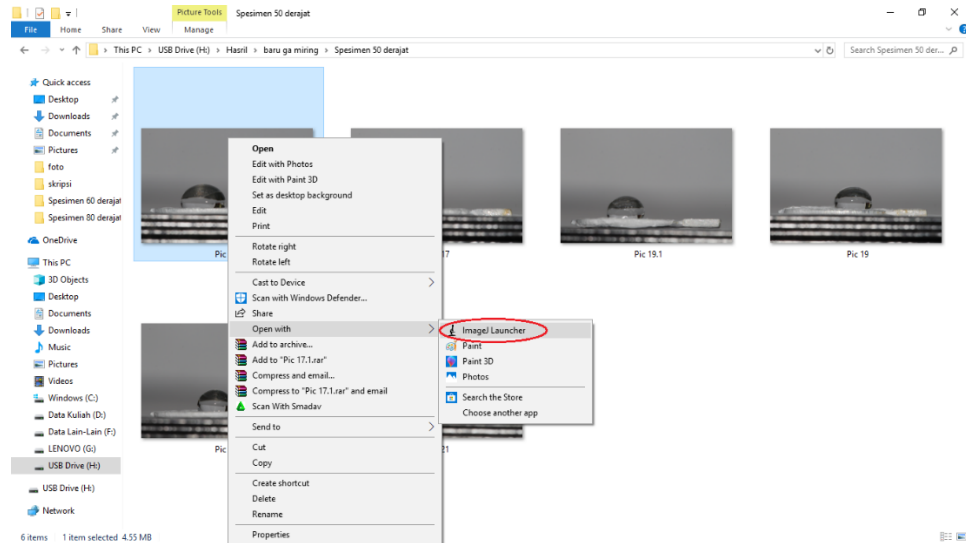 Picture Tools
Spesimen 50 derajat
File Home Share View Manage
This PC > USB Drive (H:) > Hasril > baru ga miring > Spesimen 50 derajat
Search Spesimen 50 der...
Quick access
Desktop
Downloads
Documents
Pictures
foto
skripsi
Spesimen 60 derajat
Spesimen 80 derajat
OneDrive
This PC
3D Objects
Desktop
Documents
Downloads
Music
Pictures
Videos
Windows (C:)
Data Kuliah (D:)
Data Lain-Lain (F:)
LENOVO (G:)
USB Drive (H:)
USB Drive (H:)
Network
Pic
17
Pic 19.1
Pic 19
Pic
21
Open
Edit with Photos
Edit with Paint 3D
Set as desktop background
Edit
Print
Rotate right
Rotate left
Cast to Device
Scan with Windows Defender...
Share
Open with
Add to archive...
Add to "Pic 17.1.rar"
Compress and email...
Compress to "Pic 17.1.rar" and email
Scan With Smadav
Send to
Cut
Copy
Create shortcut
Delete
Rename
Properties
ImageJ Launcher
Paint
Paint 3D
Photos
Search the Store
Choose another app
6 items 1 item selected 4.55 MB